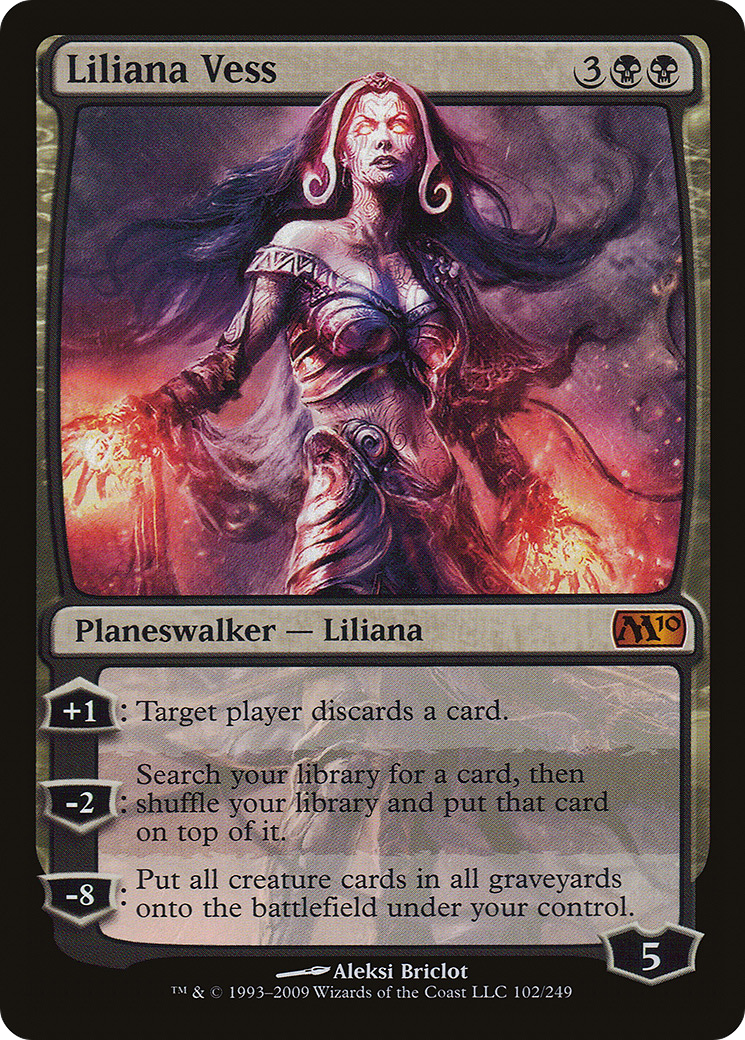 Liliana Vess 3
Planeswalker — Liliana M10
+1 : Target player discards a card.
Search your library for a card, then
-2 : shuffle your library and put that card
on top of it.
-8 : Put all creature cards in all graveyards
onto the battlefield under your control.
5
Aleksi Briclot
™ & © 1993–2009 Wizards of the Coast LLC 102/249